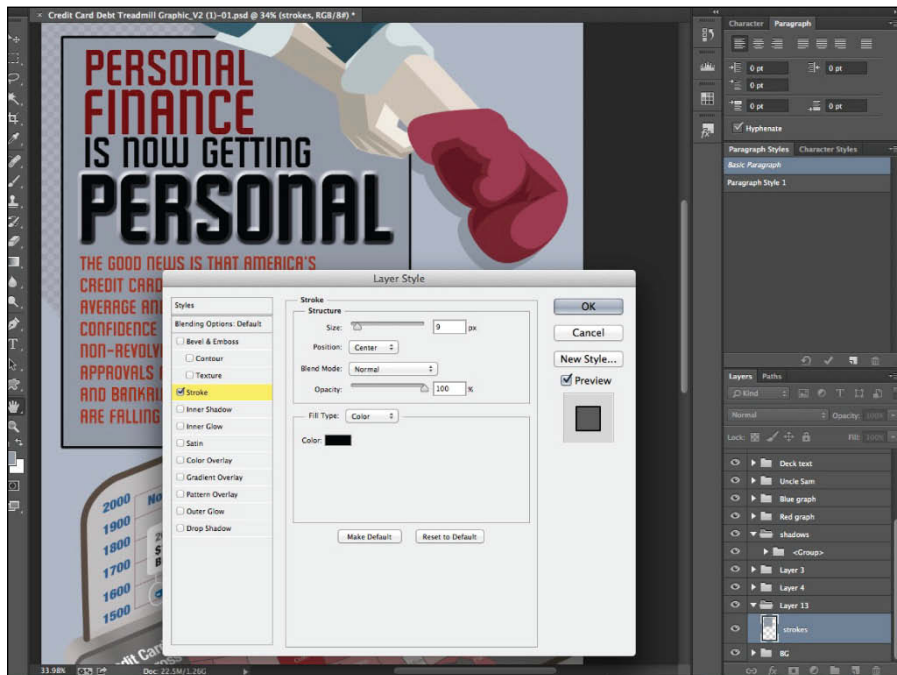 × Credit Card Debt Treadmill Graphic_V2 (1)-01.psd @ 34% (strokes, RGB/8#) *
PERSONAL
FINANCE
IS NOW GETTING
PERSONAL
THE GOOD NEWS IS THAT AMERICA'S
CREDIT CARD
AVERAGE AND
CONFIDENCE
NON-REVOLV
APPROVALS
AND BANKRU
ARE FALLING
2000
1900
1800
1700
1600
1500
Layer Style
Styles
Blending Options: Default
Bevel & Emboss
Contour
Texture
Stroke
Inner Shadow
Inner Glow
Satin
Color Overlay
Gradient Overlay
Pattern Overlay
Outer Glow
Drop Shadow
Stroke
Structure
Size: 9 px
Position: Center
Blend Mode: Normal
Opacity: 100 %
Fill Type: Color
Color:
Make Default Reset to Default
OK
Cancel
New Style...
Preview
Character Paragraph
0 pt 0 pt
0 pt
0 pt 0 pt
Hyphenate
Paragraph Styles Character Styles
Basic Paragraph
Paragraph Style 1
Layers Paths
Kind
Normal Opacity: 100%
Lock: Fill: 100%
Deck text
Uncle Sam
Blue graph
Red graph
shadows
<Group>
Layer 3
Layer 4
Layer 13
strokes
BG
33.98% Doc: 22.5M/1.26G